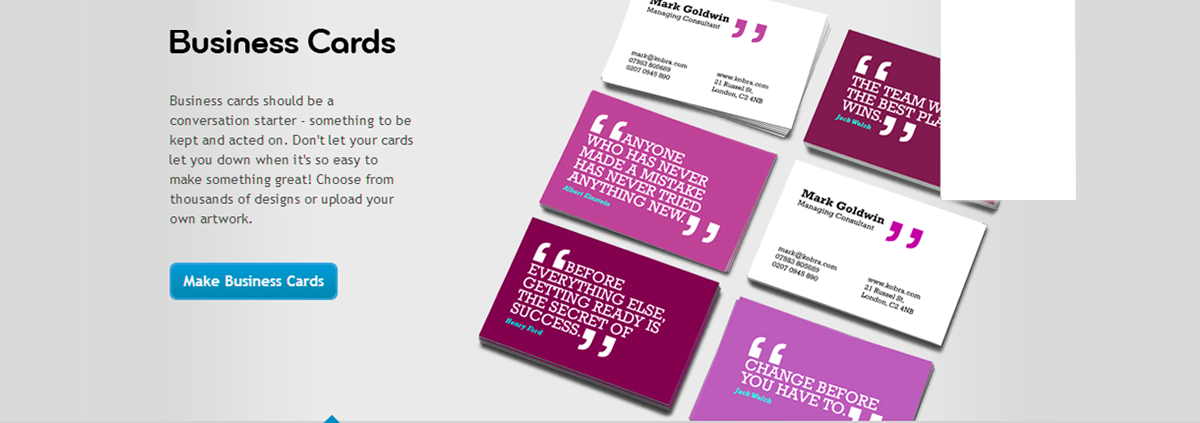 Business Cards
Business cards should be a
conversation starter - something to be
kept and acted on. Don't let your cards
let you down when it's so easy to
make something great! Choose from
thousands of designs or upload your
own artwork.
Make Business Cards
Mark Goldwin
Managing Consultant
mark@kobra.com
07983 805689
0207 0945 890
www.kobra.com
21 Russel St,
London, C2 4NB
THE TEAM
THE BEST
WINS.
Jack Welch
ANYONE
WHO HAS NEVER
MADE A MISTAKE
HAS NEVER TRIED
ANYTHING NEW.
Albert Einstein
Mark Goldwin
Managing Consultant
mark@kobra.com
07983 805689
0207 0945 890
www.kobra.com
21 Russel St,
London, C2 4NB
BEFORE
EVERYTHING ELSE,
GETTING READY IS
THE SECRET OF
SUCCESS.
Henry Ford
CHANGE BEFORE
YOU HAVE TO.
Jack Welch